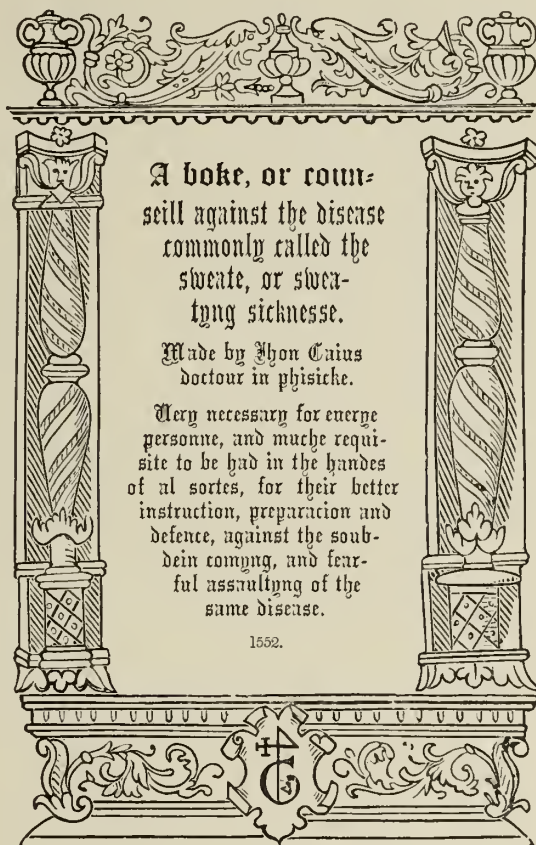 A boke, or coun-
seill against the disease
commonly called the
sweate, or swea-
tyng sicknesse.
Made by Jhon Caius
doctour in phisicke.
Uery necessary for euerye
personne, and muche requi-
site to be had in the handes
of al sortes, for their better
instruction, preparacion and
defence, against the soub-
dein comyng, and fear-
ful assaultyng of the
same disease.
1552.